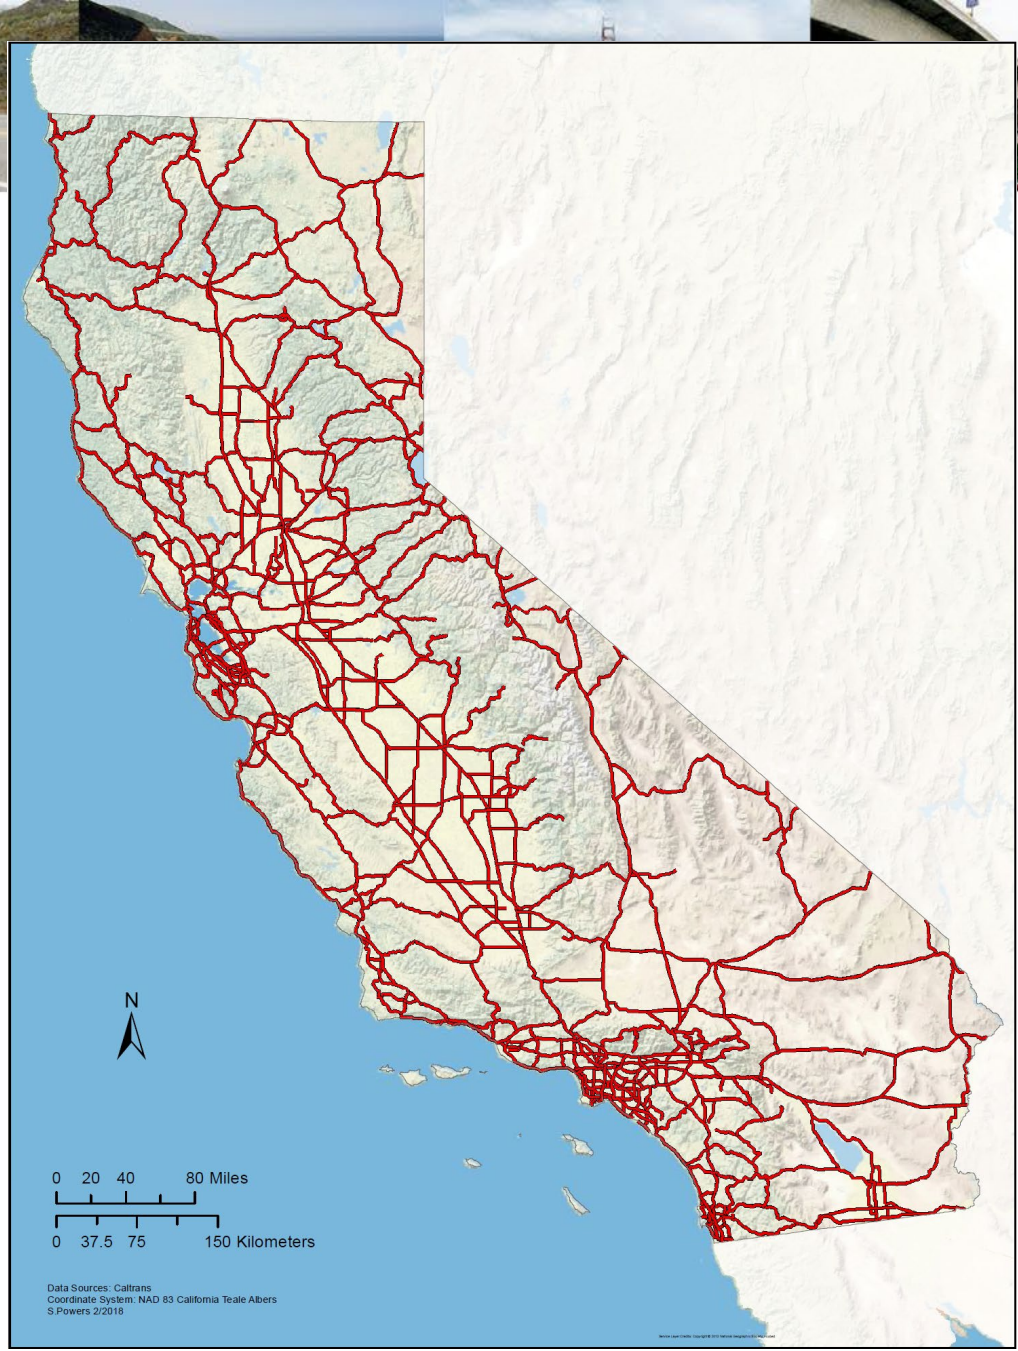 N
0 20 40 80 Miles
0 37.5 75 150 Kilometers
Data Sources: Caltrans
Coordinate System: NAD 83 California Teale Albers
S.Powers 2/2018